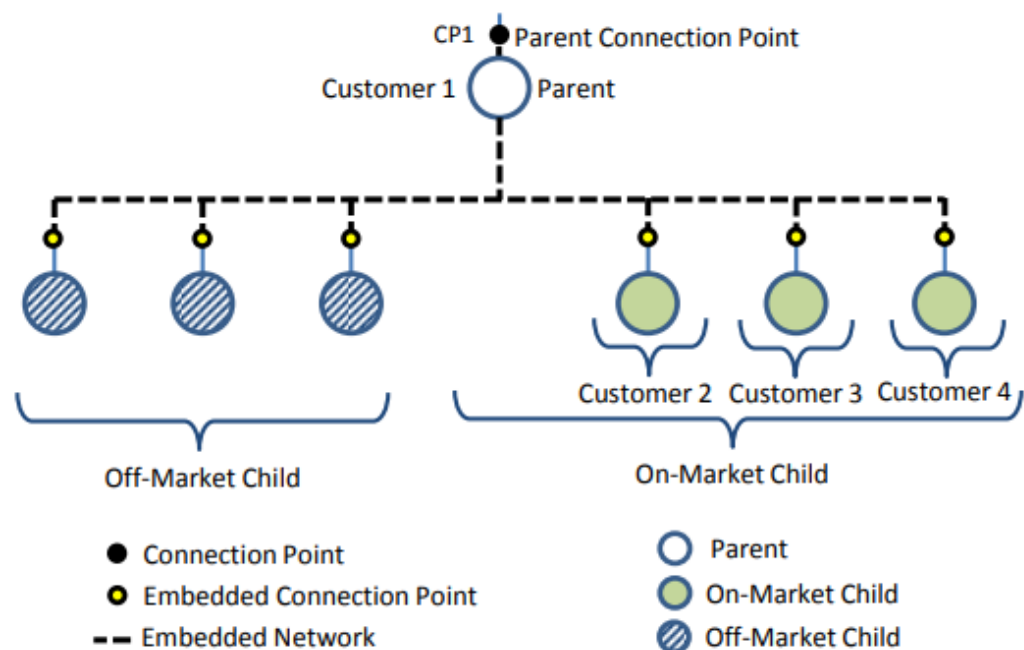 CP1 Parent Connection Point
Customer 1 Parent
Customer 2 Customer 3 Customer 4
Off-Market Child On-Market Child
Connection Point Parent
Embedded Connection Point On-Market Child
Embedded Network Off-Market Child